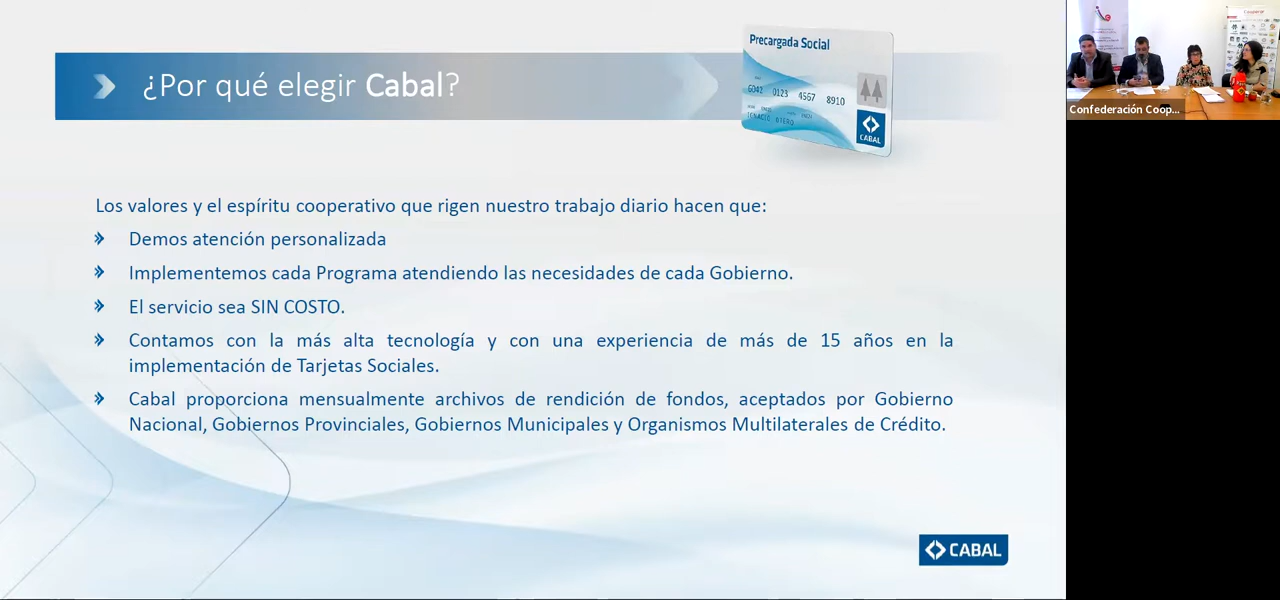 ¿Por qué elegir Cabal?
Precargada Social
6042 0123 4567 8910
IGNACIO OTERO
CABAL
Confederación Coop...
Los valores y el espíritu cooperativo que rigen nuestro trabajo diario hacen que:
Demos atención personalizada
Implementemos cada Programa atendiendo las necesidades de cada Gobierno.
El servicio sea SIN COSTO.
Contamos con la más alta tecnología y con una experiencia de más de 15 años en la
implementación de Tarjetas Sociales.
Cabal proporciona mensualmente archivos de rendición de fondos, aceptados por Gobierno
Nacional, Gobiernos Provinciales, Gobiernos Municipales y Organismos Multilaterales de Crédito.
CABAL